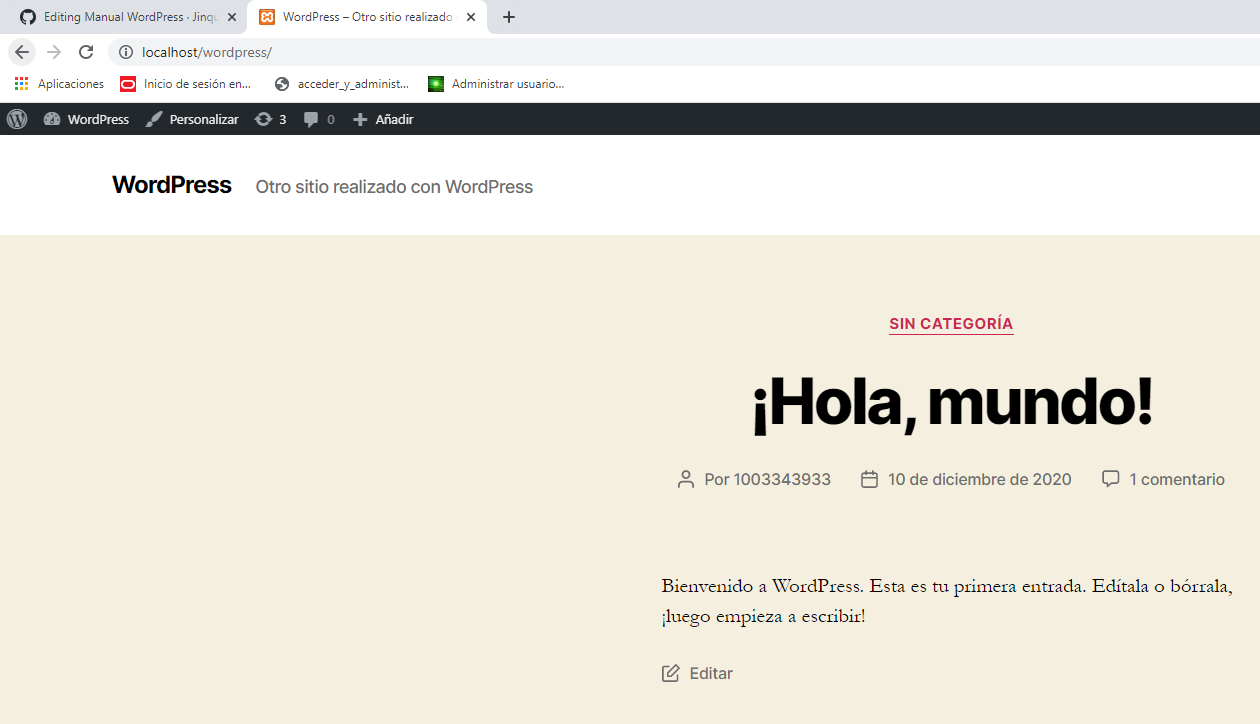 Editing Manual WordPress · Jinqu
WordPress – Otro sitio realizado
localhost/wordpress/
Aplicaciones
Inicio de sesión en...
acceder_y_administ...
Administrar usuario...
WordPress
Personalizar
3
0
Añadir
WordPress
Otro sitio realizado con WordPress
SIN CATEGORÍA
¡Hola, mundo!
Por 1003343933
10 de diciembre de 2020
1 comentario
Bienvenido a WordPress. Esta es tu primera entrada. Edítala o bórrala,
¡luego empieza a escribir!
Editar